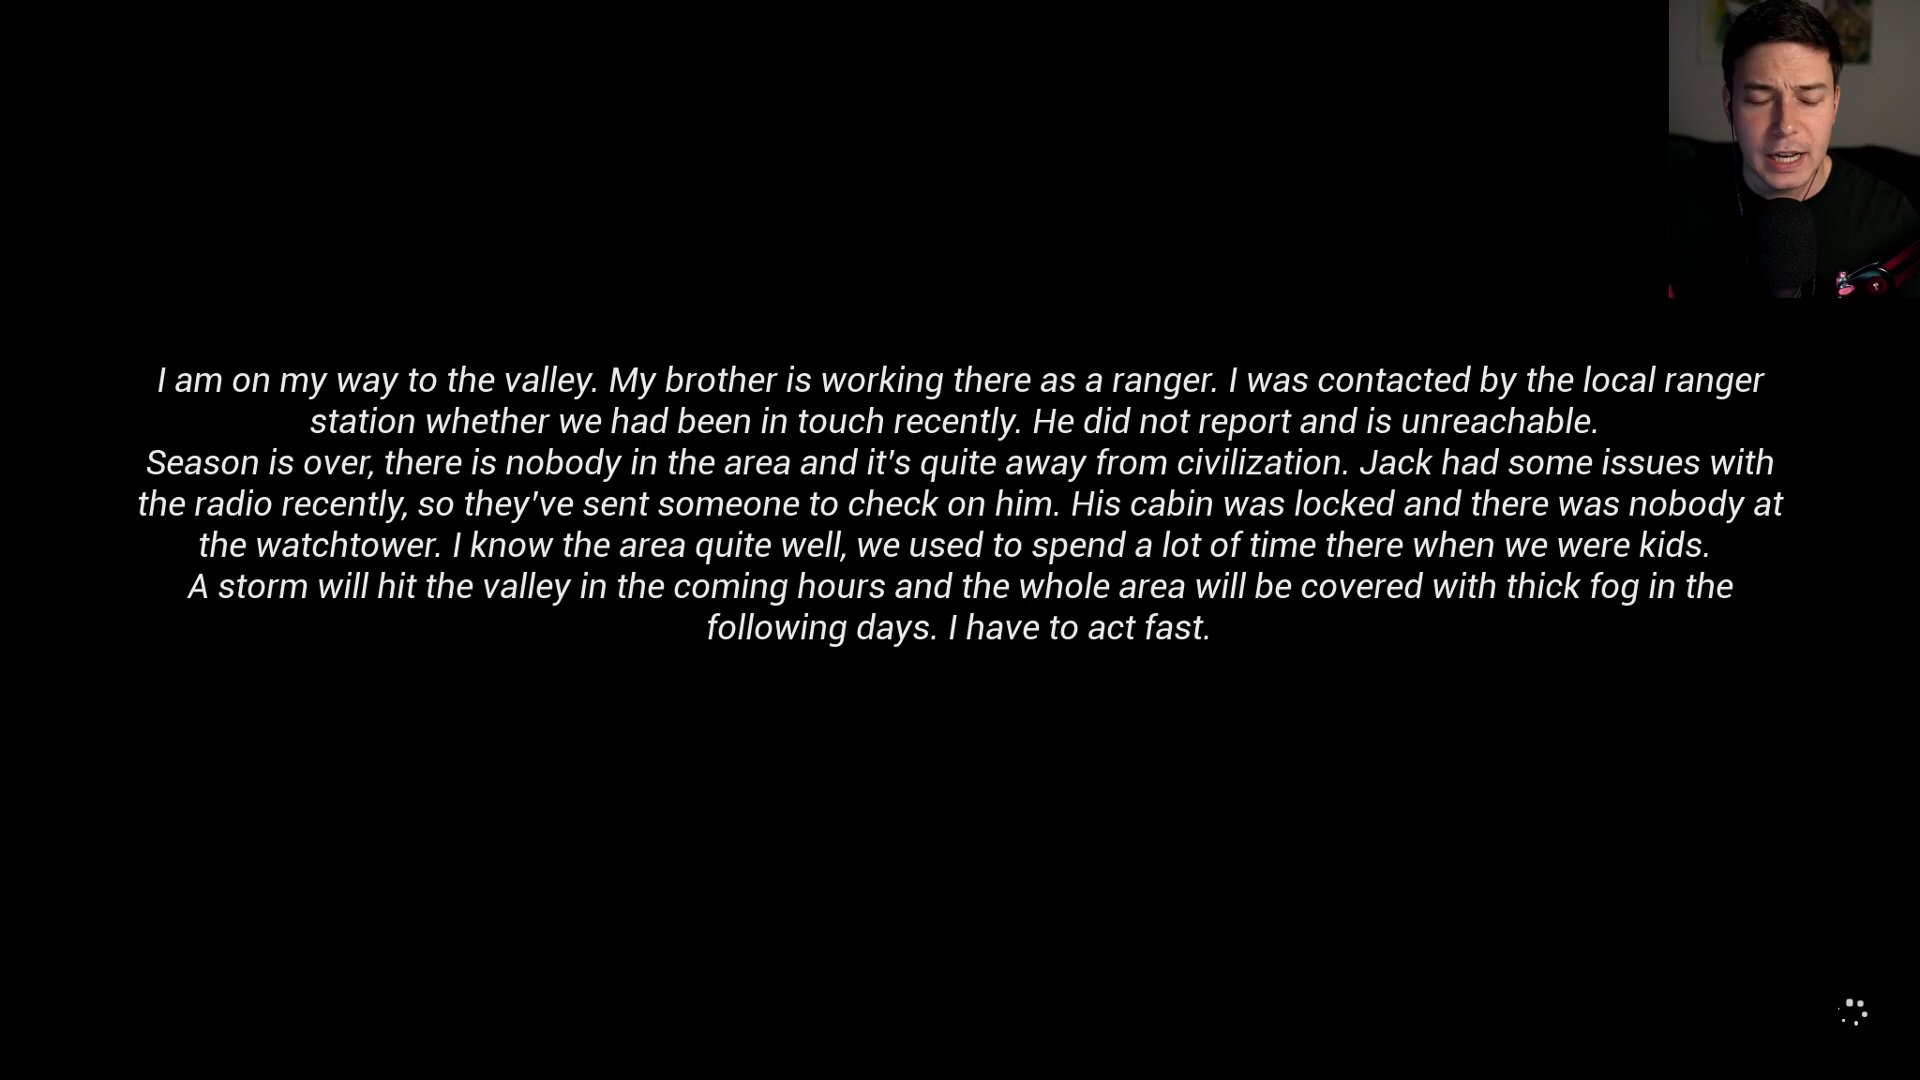 I am on my way to the valley. My brother is working there as a ranger. I was contacted by the local ranger
station whether we had been in touch recently. He did not report and is unreachable.
Season is over, there is nobody in the area and it's quite away from civilization. Jack had some issues with
the radio recently, so they've sent someone to check on him. His cabin was locked and there was nobody at
the watchtower. I know the area quite well, we used to spend a lot of time there when we were kids.
A storm will hit the valley in the coming hours and the whole area will be covered with thick fog in the
following days. I have to act fast.